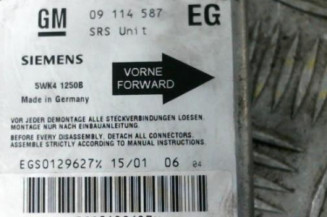 GM 09 114 587 EG
SRS Unit
SIEMENS
5WK4 1250B
Made in Germany
VORNE
FORWARD
VOR JEDER DEMONTAGE ALLE STECKVERBINDUNGEN LOESEN.
MONTAGE NUR NACH EINBAUANLEITUNG.
BEFORE EVERY DISASSEMBLY, DETACH ALL CONNECTORS.
ASSEMBLE STRICTLY ACCORDING TO MANUAL INSTRUCTIONS.
EGS0129627% 15/01 06 04